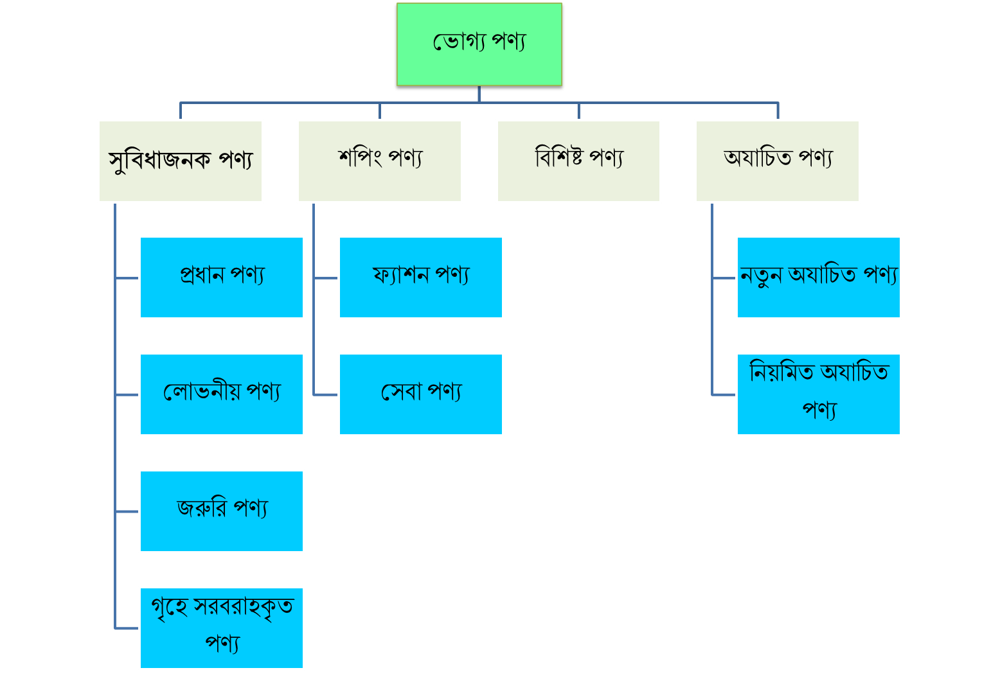 ভোগ্য পণ্য
সুবিধাজনক পণ্য
শপিং পণ্য
বিশিষ্ট পণ্য
অযাচিত পণ্য
প্রধান পণ্য
ফ্যাশন পণ্য
নতুন অযাচিত পণ্য
লোভনীয় পণ্য
সেবা পণ্য
নিয়মিত অযাচিত
পণ্য
জরুরি পণ্য
গৃহে সরবরাহকৃত
পণ্য